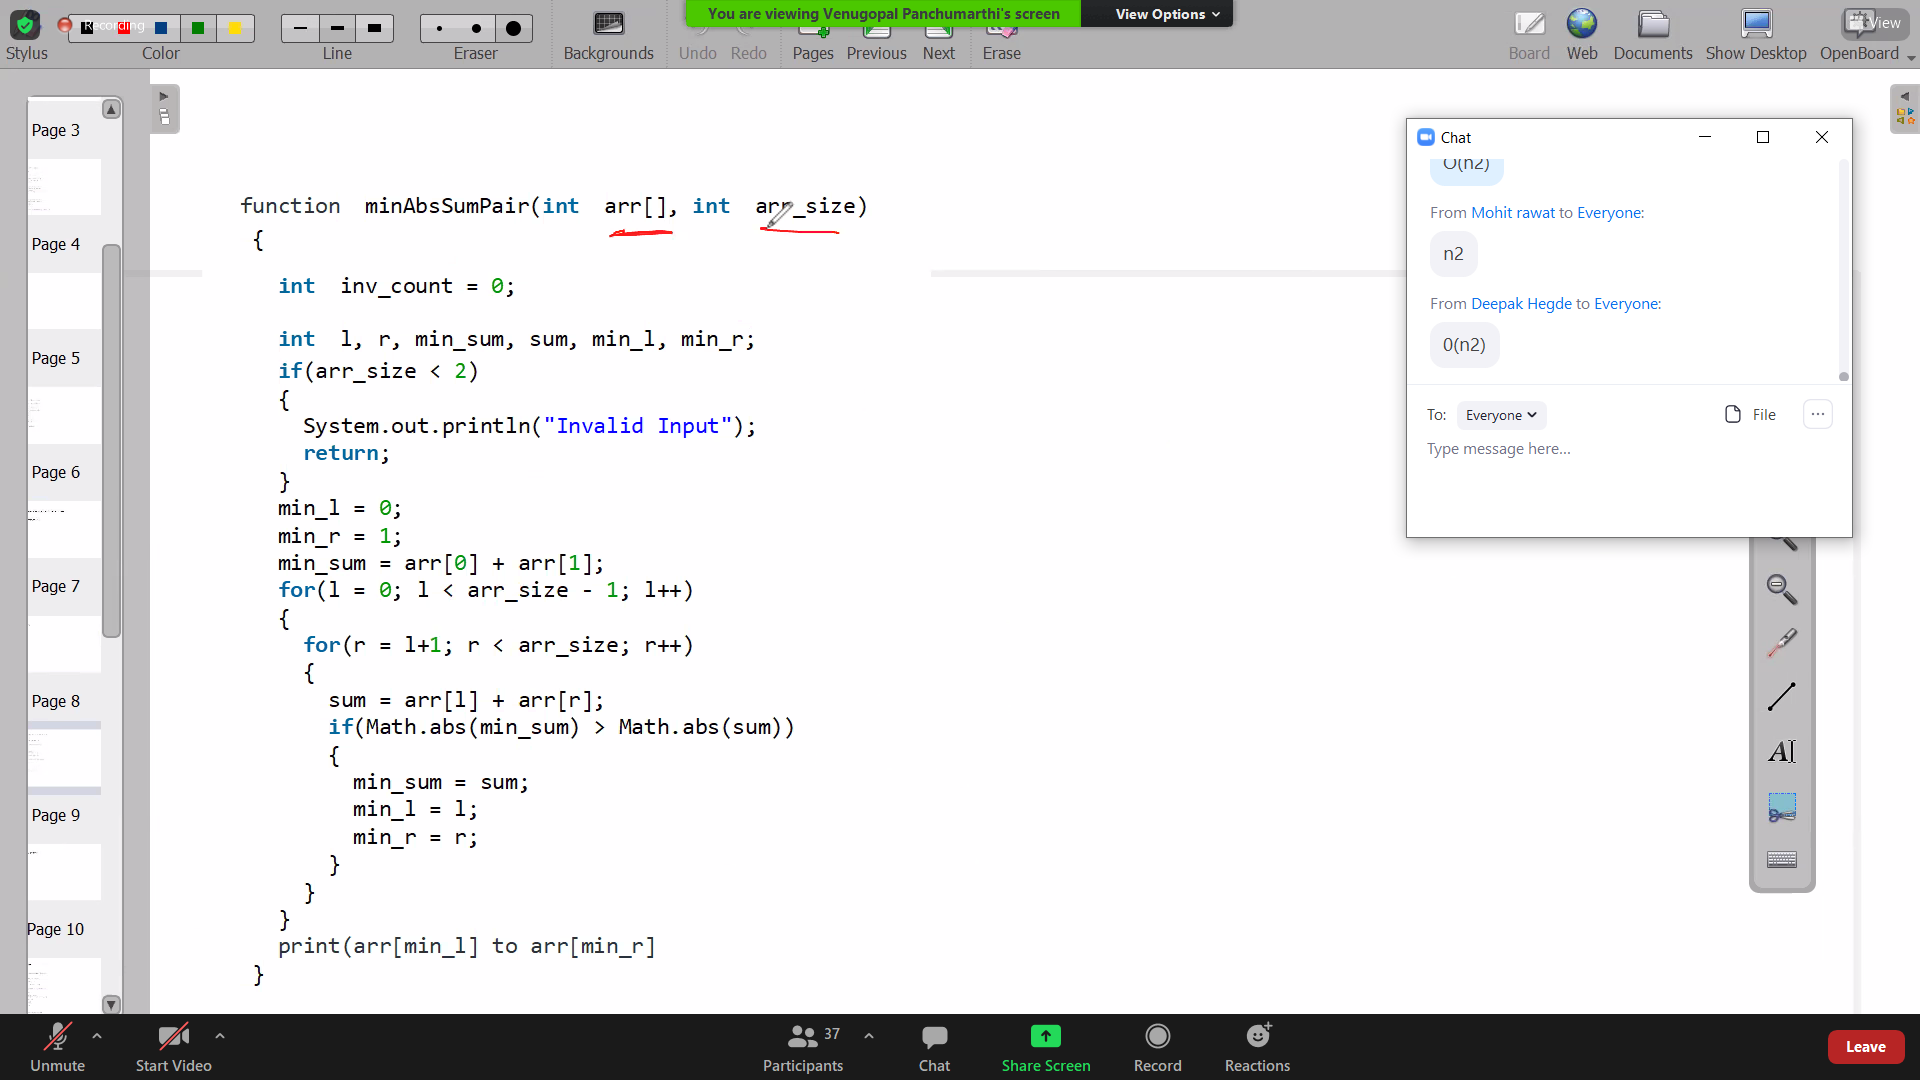 You are viewing Venugopal Panchumarthi's screen
View Options
Recording
View
Stylus
Color
Line
Eraser
Backgrounds
Undo
Redo
Pages
Previous
Next
Erase
Board
Web
Documents
Show Desktop
OpenBoard
Page 3
Page 4
Page 5
Page 6
Page 7
Page 8
Page 9
Page 10
function minAbsSumPair(int arr[], int arr_size)
{
int inv_count = 0;
int l, r, min_sum, sum, min_l, min_r;
if(arr_size < 2)
{
System.out.println("Invalid Input");
return;
}
min_l = 0;
min_r = 1;
min_sum = arr[0] + arr[1];
for(l = 0; l < arr_size - 1; l++)
{
for(r = l+1; r < arr_size; r++)
{
sum = arr[l] + arr[r];
if(Math.abs(min_sum) > Math.abs(sum))
{
min_sum = sum;
min_l = l;
min_r = r;
}
}
}
print(arr[min_l] to arr[min_r]
}
Chat
O(n2)
From Mohit rawat to Everyone:
n2
From Deepak Hegde to Everyone:
0(n2)
To: Everyone
File
...
Type message here...
AI
Unmute
Start Video
37
Participants
Chat
Share Screen
Record
Reactions
Leave